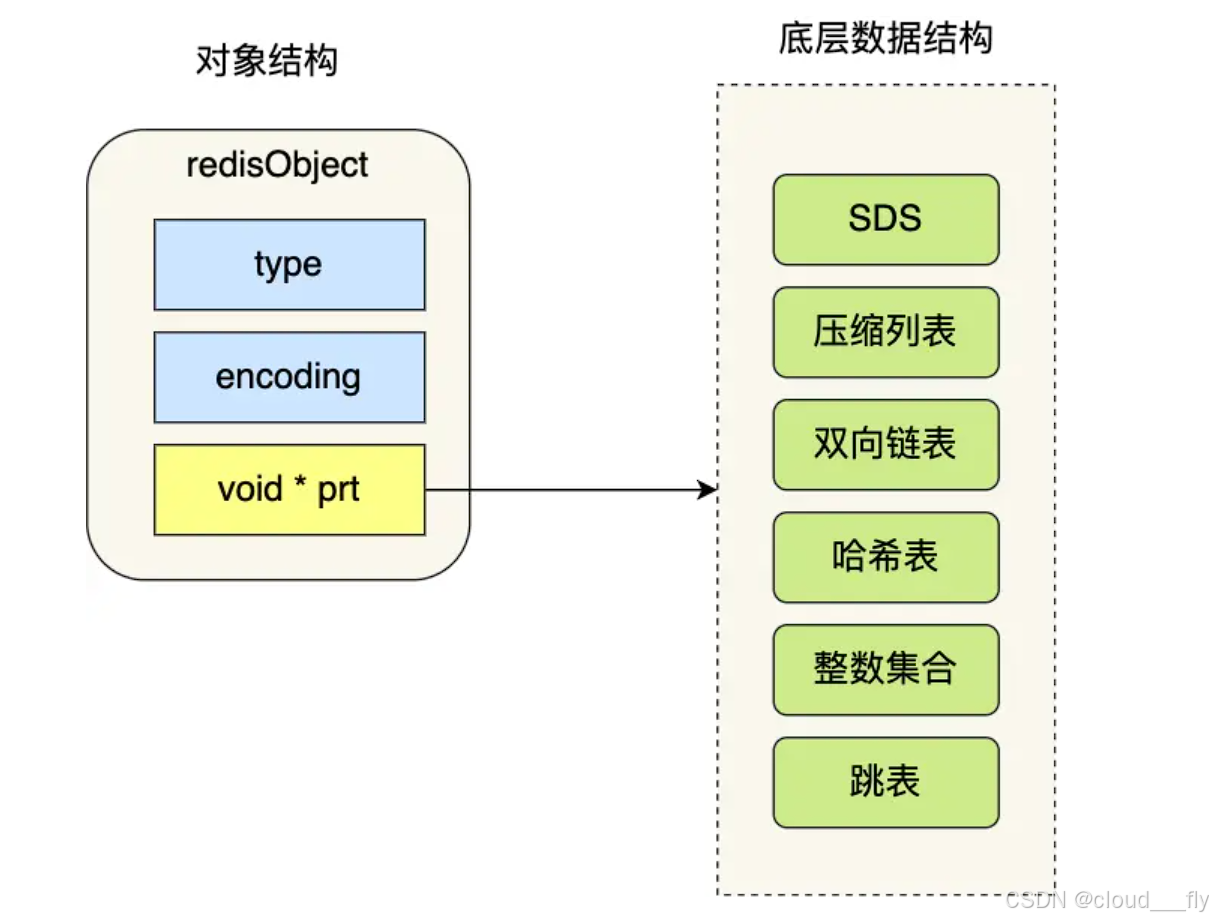 对象结构
redisObject
type
encoding
void * prt
底层数据结构
SDS
压缩列表
双向链表
哈希表
整数集合
跳表
CSDN @cloud___fly